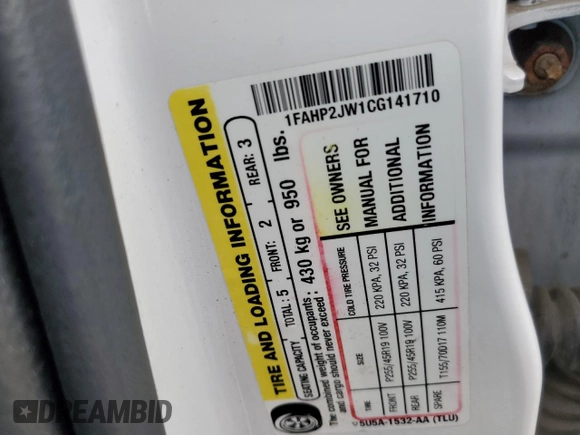 1FAHP2JW1CG141710
TIRE AND LOADING INFORMATION
SEATING CAPACITY TOTAL: 5 FRONT: 2 REAR: 3
The combined weight of occupants and cargo should never exceed: 430 kg or 950 lbs.
TIRE SIZE COLD TIRE PRESSURE
FRONT P255/45R19 100V 220 KPA, 32 PSI
REAR P255/45R19 100V 220 KPA, 32 PSI
SPARE T155/70D17 110M 415 KPA, 60 PSI
SEE OWNERS
MANUAL FOR
ADDITIONAL
INFORMATION
5U5A-1532-AA (TLU)
DREAMBID